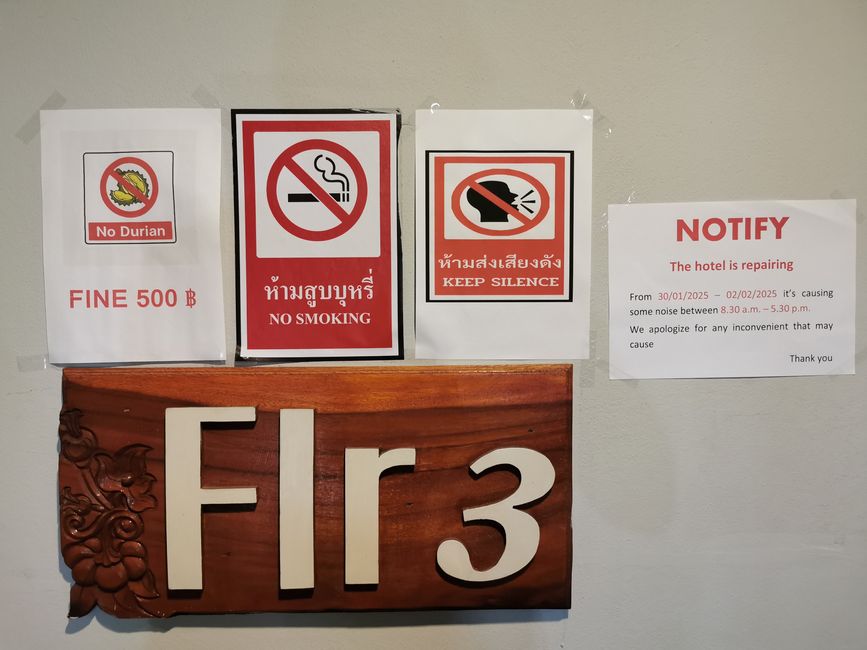 No Durian
FINE 500 ฿
ห้ามสูบบุหรี่
NO SMOKING
ห้ามส่งเสียงดัง
KEEP SILENCE
NOTIFY
The hotel is repairing
From 30/01/2025 – 02/02/2025 it's causing
some noise between 8.30 a.m. – 5.30 p.m.
We apologize for any inconvenient that may
cause
Thank you
Flr 3